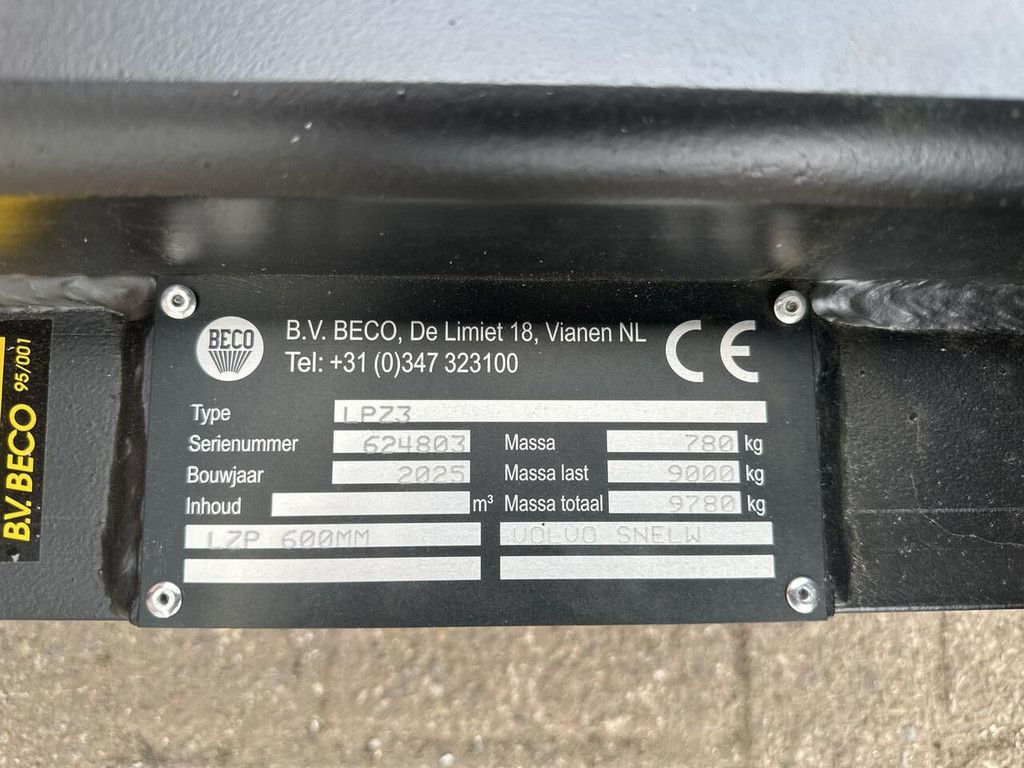 BECO
B.V. BECO, De Limiet 18, Vianen NL
Tel: +31 (0)347 323100
CE
Type LPZ3
Serienummer 624803 Massa 780 kg
Bouwjaar 2025 Massa last 9000 kg
Inhoud m³ Massa totaal 9780 kg
LZP 600MM VOLVO SNELW
B.V. BECO 95/001